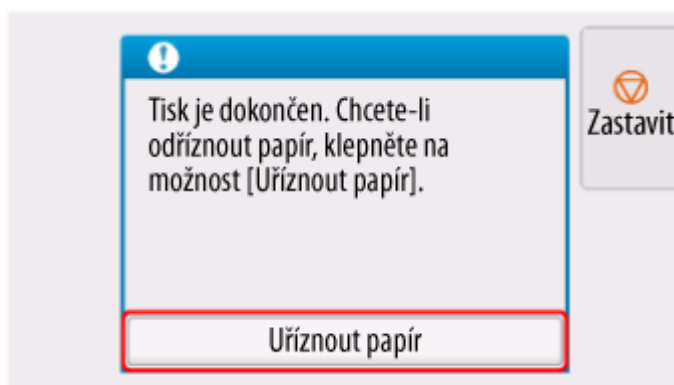 Tisk je dokončen. Chcete-li
odříznout papír, klepněte na
možnost [Uříznout papír].
Zastavit
Uříznout papír